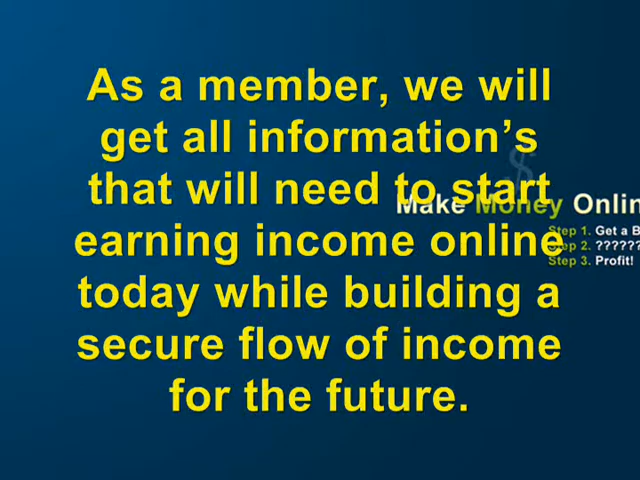 As a member, we will
get all information’s
that will need to start
earning income online
today while building a
secure flow of income
for the future.
$
Make Money Onlin
Step 1. Get a B
Step 2. ??????
Step 3. Profit!